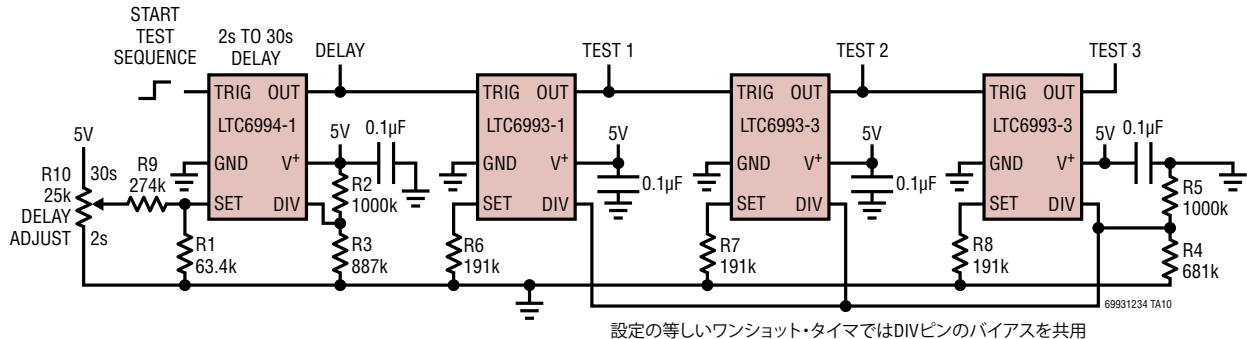 START
TEST
SEQUENCE
2s TO 30s
DELAY
DELAY
TEST 1
TEST 2
TEST 3
TRIG OUT
LTC6994-1
GND V+
SET DIV
TRIG OUT
LTC6993-1
GND V+
SET DIV
TRIG OUT
LTC6993-3
GND V+
SET DIV
TRIG OUT
LTC6993-3
GND V+
SET DIV
5V
R10
25k
DELAY
ADJUST
30s
2s
R9
274k
R1
63.4k
5V
0.1µF
R2
1000k
R3
887k
R6
191k
5V
0.1µF
R7
191k
5V
0.1µF
R8
191k
5V
0.1µF
R5
1000k
R4
681k
69931234 TA10
設定の等しいワンショット・タイマではDIVピンのバイアスを共用